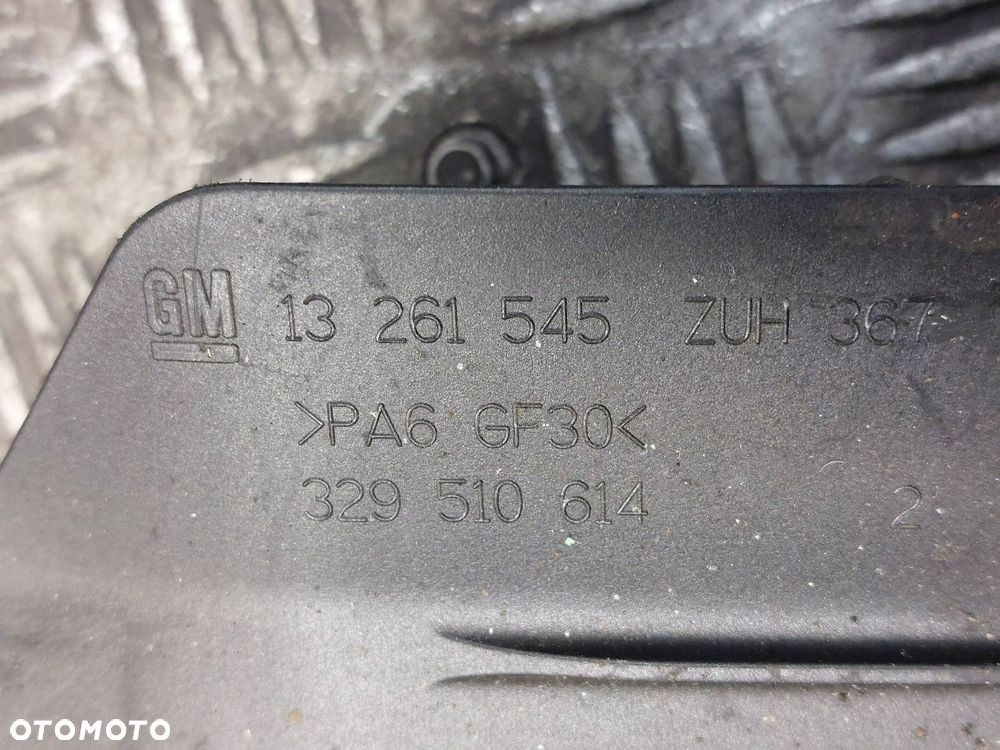 GM 13 261 545 ZUH 367
>PA6 GF30<
329 510 614 2
OTOMOTO